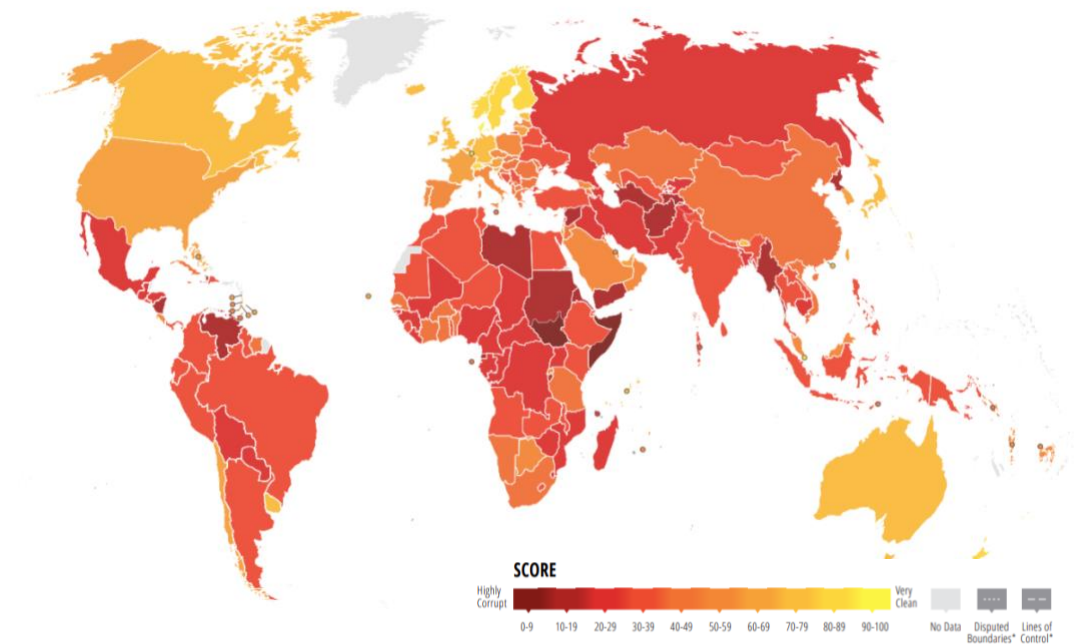 SCORE
Highly
Corrupt
Very
Clean
0-9
10-19
20-29
30-39
40-49
50-59
60-69
70-79
80-89
90-100
No Data
Disputed
Boundaries*
Lines of
Control*